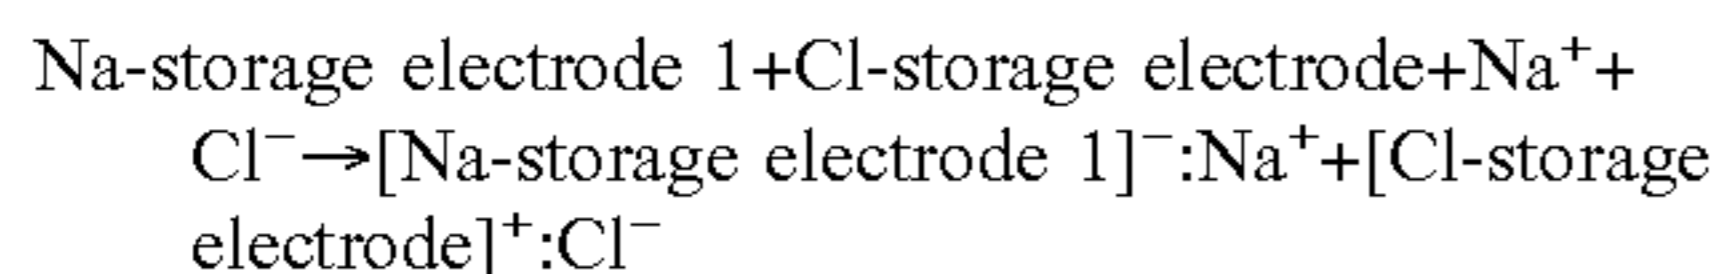 Na-storage electrode 1+Cl-storage electrode+Na⁺+
Cl⁻→[Na-storage electrode 1]⁻:Na⁺+[Cl-storage
electrode]⁺:Cl⁻